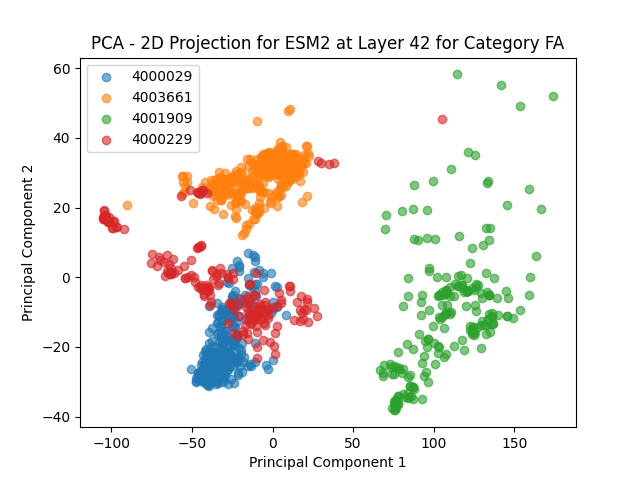 PCA - 2D Projection for ESM2 at Layer 42 for Category FA
4000029
4003661
4001909
4000229
60
40
20
0
−20
−40
Principal Component 2
−100 −50 0 50 100 150
Principal Component 1